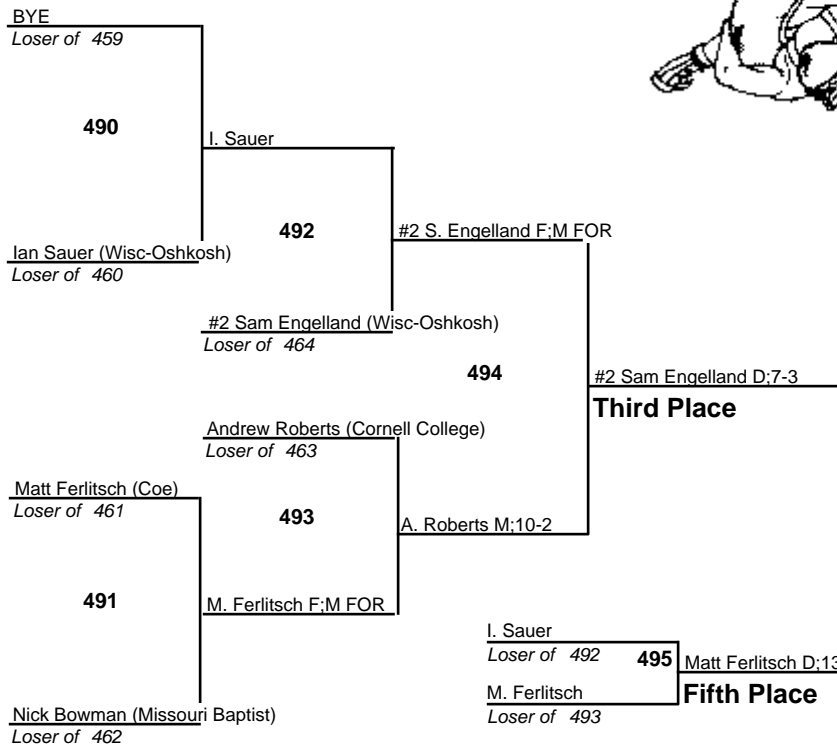 BYE
Loser of 459
490
I. Sauer
Ian Sauer (Wisc-Oshkosh)
Loser of 460
492
#2 S. Engelland F;M FOR
#2 Sam Engelland (Wisc-Oshkosh)
Loser of 464
494
#2 Sam Engelland D;7-3
Third Place
Andrew Roberts (Cornell College)
Loser of 463
Matt Ferlitsch (Coe)
Loser of 461
493
A. Roberts M;10-2
491
M. Ferlitsch F;M FOR
Nick Bowman (Missouri Baptist)
Loser of 462
I. Sauer
Loser of 492
495
Matt Ferlitsch D;13
Fifth Place
M. Ferlitsch
Loser of 493